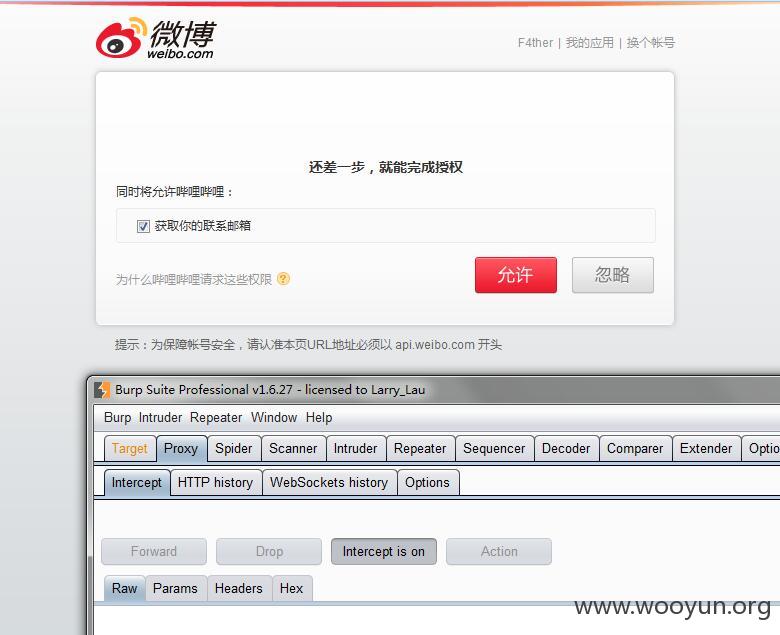 微博
weibo.com
F4ther | 我的应用 | 换个帐号
还差一步，就能完成授权
同时将允许哔哩哔哩：
获取你的联系邮箱
为什么哔哩哔哩请求这些权限 ?
允许 忽略
提示：为保障帐号安全，请认准本页URL地址必须以 api.weibo.com 开头
Burp Suite Professional v1.6.27 - licensed to Larry_Lau
Burp Intruder Repeater Window Help
Target Proxy Spider Scanner Intruder Repeater Sequencer Decoder Comparer Extender Optio
Intercept HTTP history WebSockets history Options
Forward Drop Intercept is on Action
Raw Params Headers Hex
www.wooyun.org